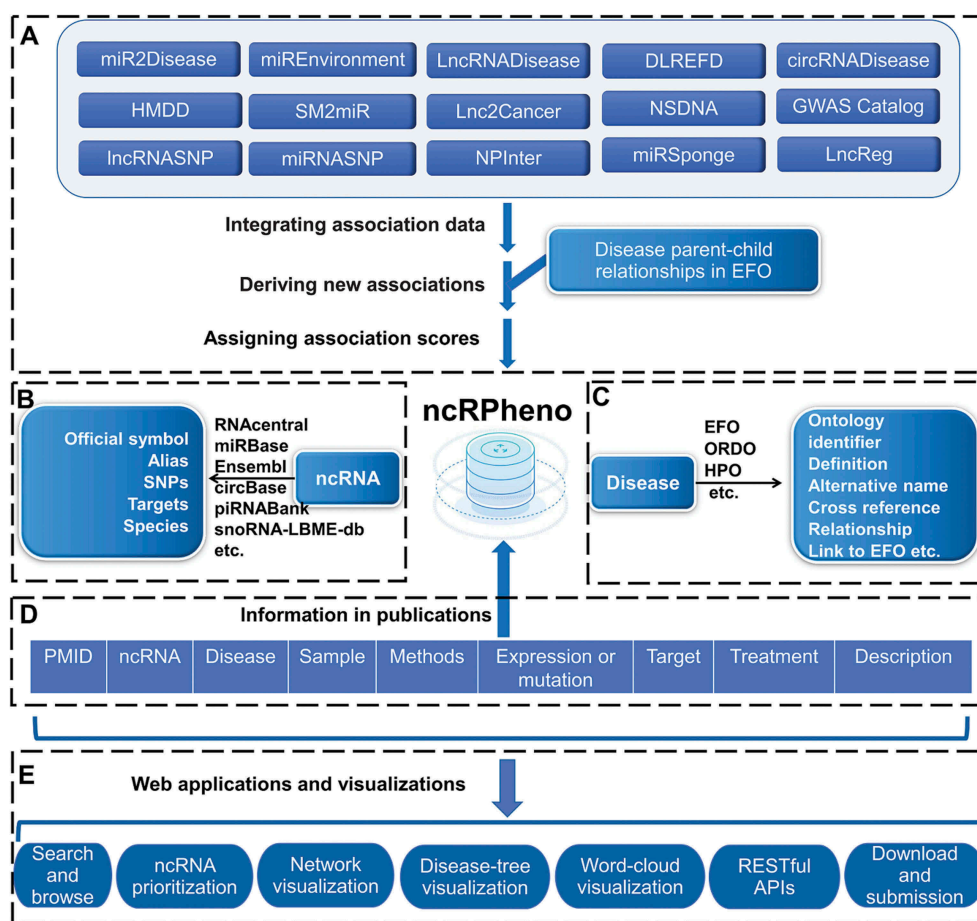 A
miR2Disease
miREnvironment
LncRNADisease
DLREFD
circRNADisease
HMDD
SM2miR
Lnc2Cancer
NSDNA
GWAS Catalog
lncRNASNP
miRNASNP
NPInter
miRSponge
LncReg
Integrating association data
Disease parent-child
relationships in EFO
Deriving new associations
Assigning association scores
B
Official symbol
Alias
SNPs
Targets
Species
RNAcentral
miRBase
Ensembl
circBase
piRNABank
snoRNA-LBME-db
etc.
ncRNA
ncRPheno
C
Disease
EFO
ORDO
HPO
etc.
Ontology
identifier
Definition
Alternative name
Cross reference
Relationship
Link to EFO etc.
D
Information in publications
PMID
ncRNA
Disease
Sample
Methods
Expression or
mutation
Target
Treatment
Description
E
Web applications and visualizations
Search and
browse
ncRNA
prioritization
Network
visualization
Disease-tree
visualization
Word-cloud
visualization
RESTful
APIs
Download
and
submission